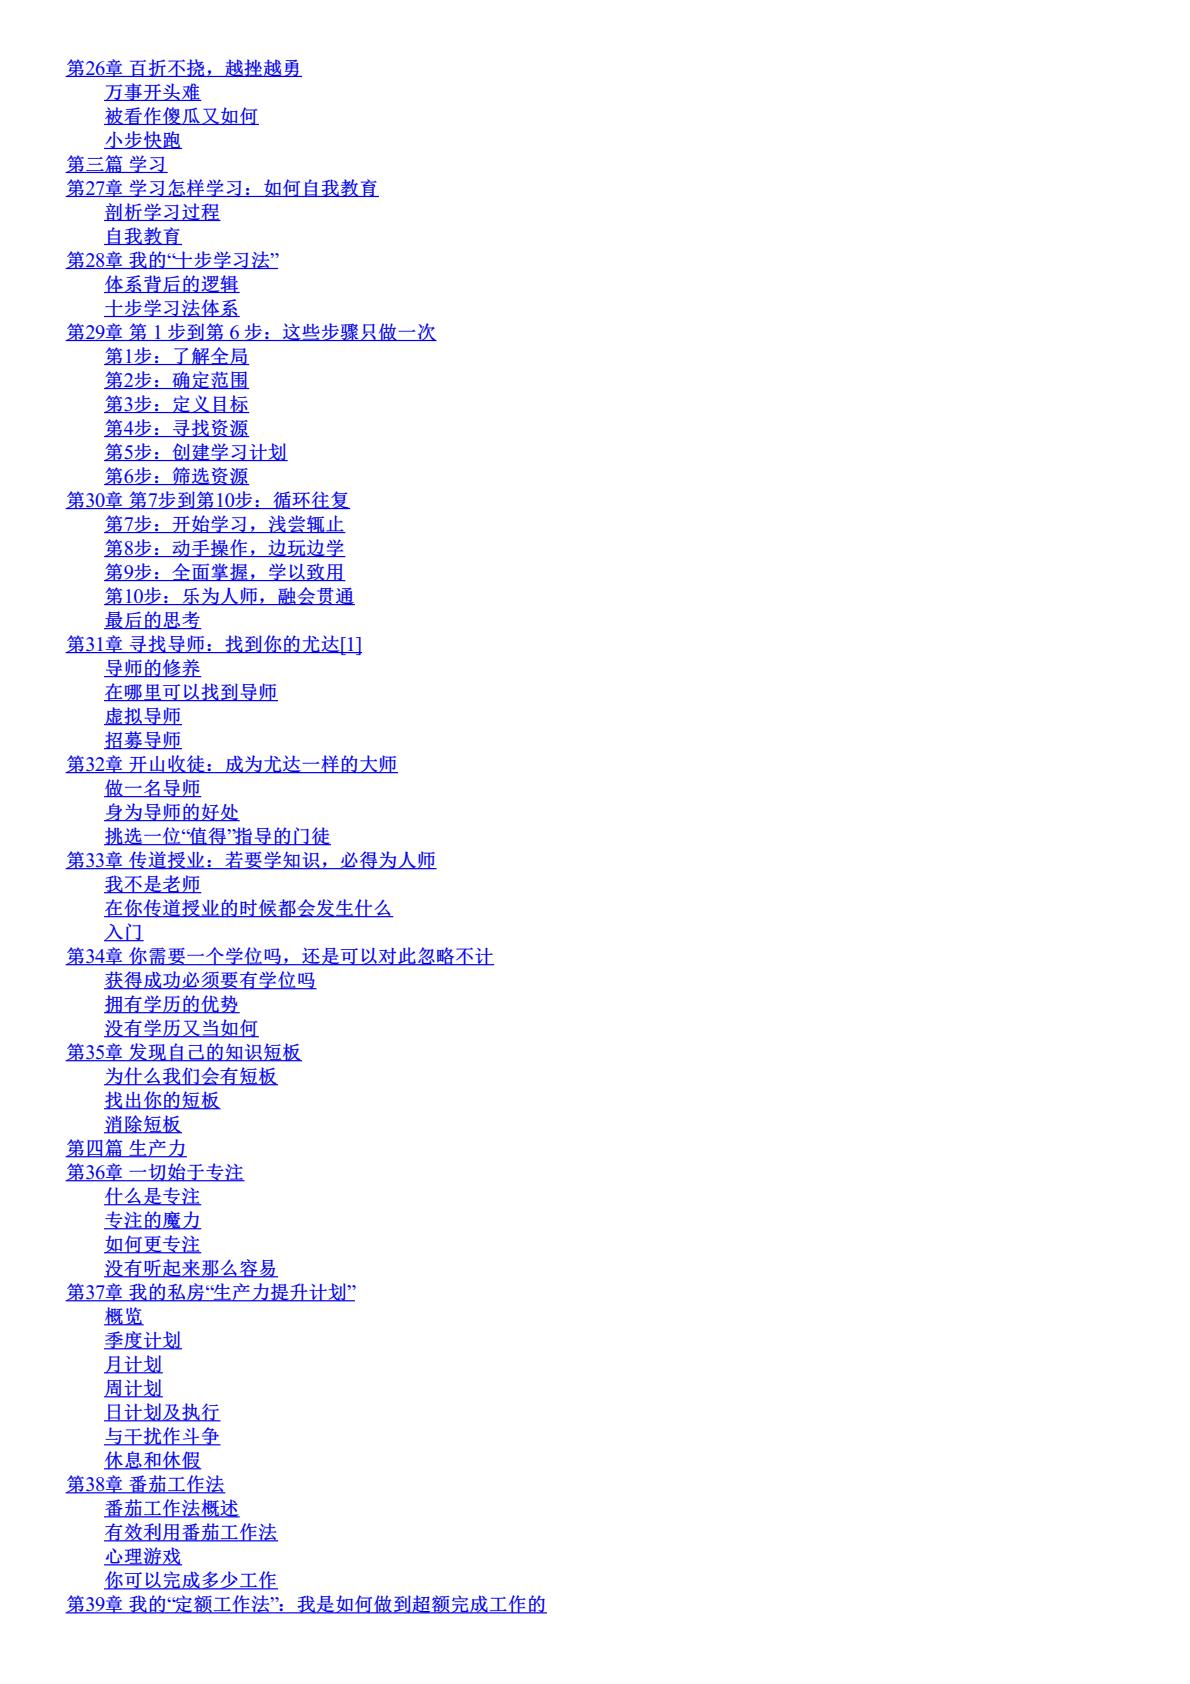 第26章 百折不挠，越挫越勇
万事开头难
被看作傻瓜又如何
小步快跑
第三篇 学习
第27章 学习怎样学习：如何自我教育
剖析学习过程
自我教育
第28章 我的“十步学习法”
体系背后的逻辑
十步学习法体系
第29章 第 1 步到第 6 步：这些步骤只做一次
第1步：了解全局
第2步：确定范围
第3步：定义目标
第4步：寻找资源
第5步：创建学习计划
第6步：筛选资源
第30章 第7步到第10步：循环往复
第7步：开始学习，浅尝辄止
第8步：动手操作，边玩边学
第9步：全面掌握，学以致用
第10步：乐为人师，融会贯通
最后的思考
第31章 寻找导师：找到你的尤达[1]
导师的修养
在哪里可以找到导师
虚拟导师
招募导师
第32章 开山收徒：成为尤达一样的大师
做一名导师
身为导师的好处
挑选一位“值得”指导的门徒
第33章 传道授业：若要学知识，必得为人师
我不是老师
在你传道授业的时候都会发生什么
入门
第34章 你需要一个学位吗，还是可以对此忽略不计
获得成功必须要有学位吗
拥有学历的优势
没有学历又当如何
第35章 发现自己的知识短板
为什么我们会有短板
找出你的短板
消除短板
第四篇 生产力
第36章 一切始于专注
什么是专注
专注的魔力
如何更专注
没有听起来那么容易
第37章 我的私房“生产力提升计划”
概览
季度计划
月计划
周计划
日计划及执行
与干扰作斗争
休息和休假
第38章 番茄工作法
番茄工作法概述
有效利用番茄工作法
心理游戏
你可以完成多少工作
第39章 我的“定额工作法”：我是如何做到超额完成工作的